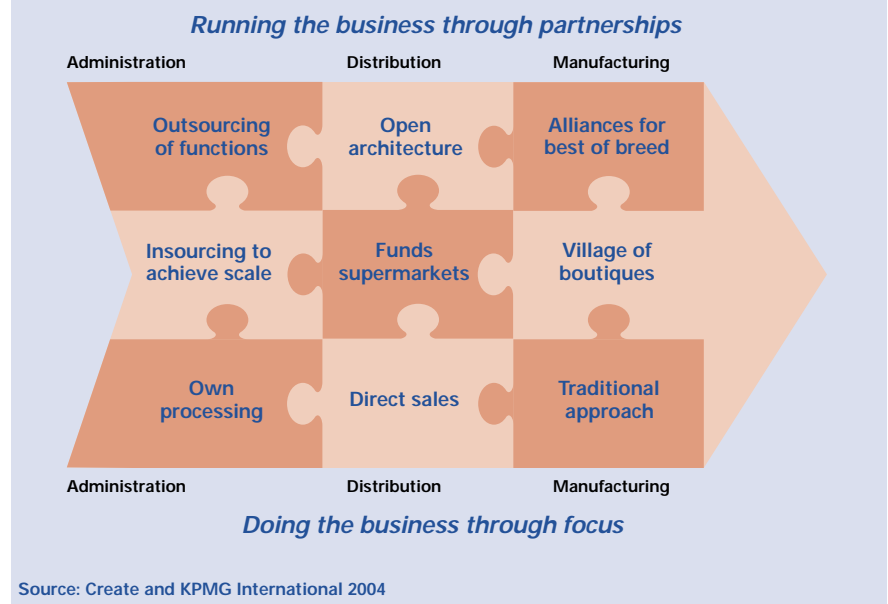 Running the business through partnerships
Administration Distribution Manufacturing
Outsourcing
of functions
Open
architecture
Alliances for
best of breed
Insourcing to
achieve scale
Funds
supermarkets
Village of
boutiques
Own
processing
Direct sales
Traditional
approach
Administration Distribution Manufacturing
Doing the business through focus
Source: Create and KPMG International 2004